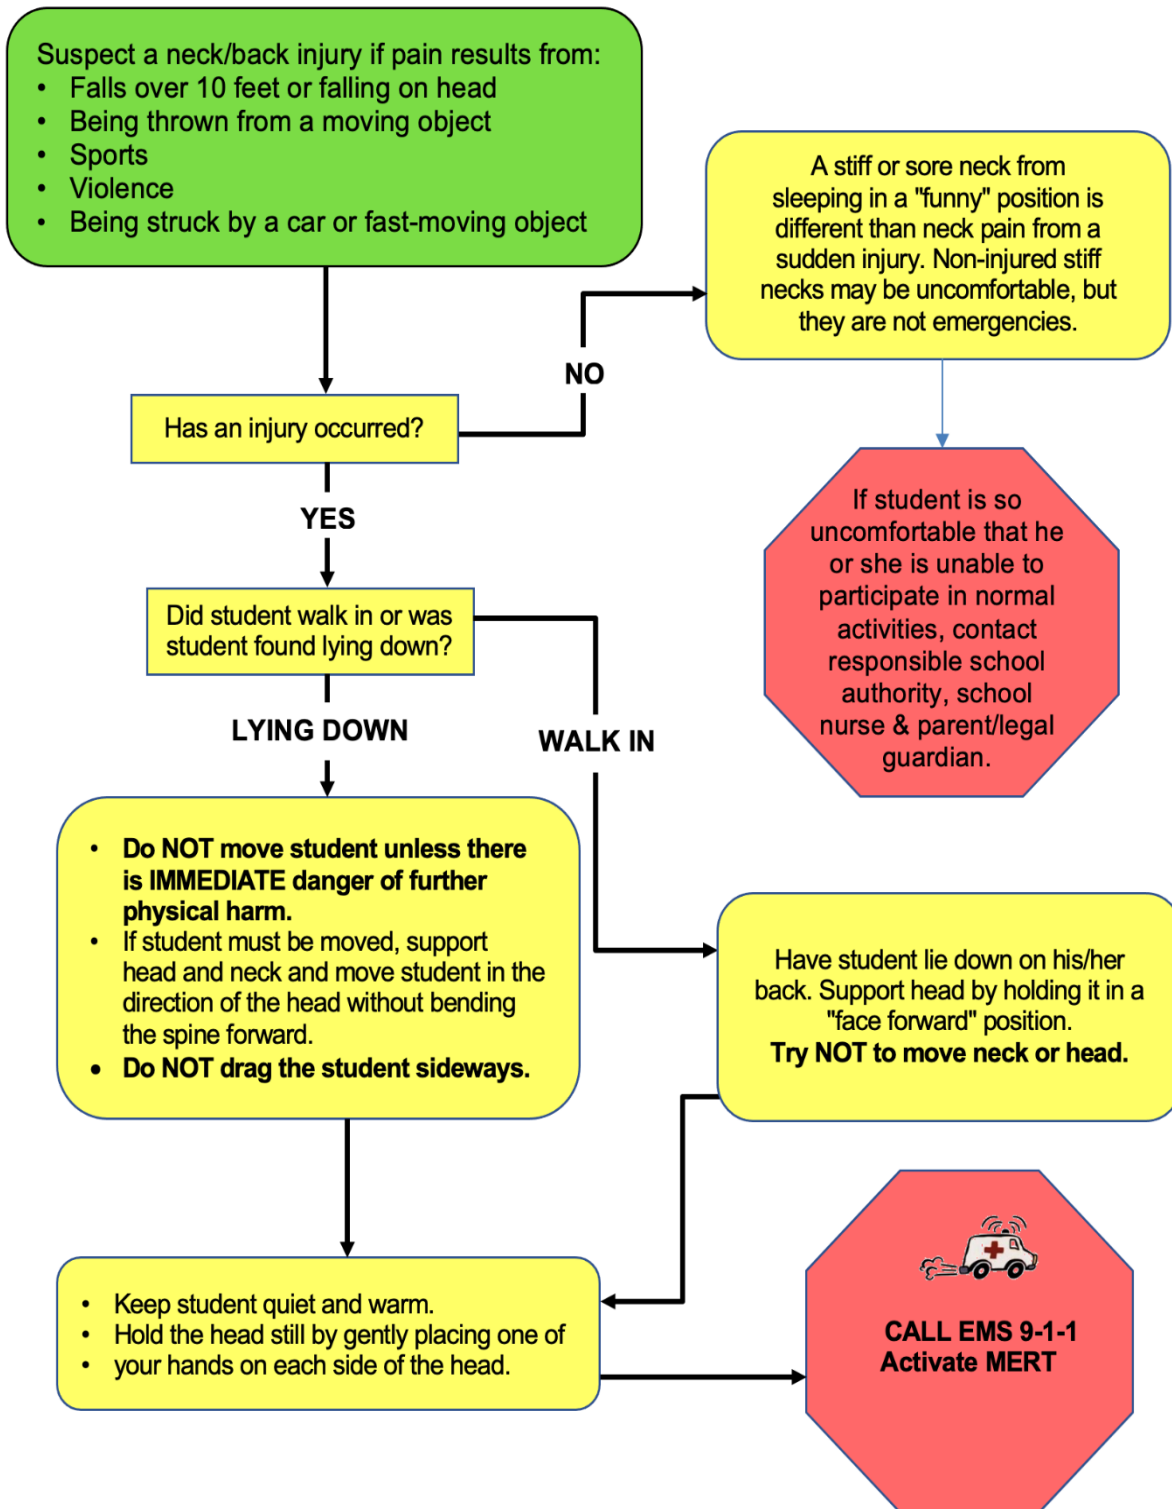 Suspect a neck/back injury if pain results from:
• Falls over 10 feet or falling on head
• Being thrown from a moving object
• Sports
• Violence
• Being struck by a car or fast-moving object
A stiff or sore neck from
sleeping in a "funny" position is
different than neck pain from a
sudden injury. Non-injured stiff
necks may be uncomfortable, but
they are not emergencies.
NO
Has an injury occurred?
YES
If student is so
uncomfortable that he
or she is unable to
participate in normal
activities, contact
responsible school
authority, school
nurse & parent/legal
guardian.
Did student walk in or was
student found lying down?
LYING DOWN
WALK IN
• Do NOT move student unless there
is IMMEDIATE danger of further
physical harm.
• If student must be moved, support
head and neck and move student in the
direction of the head without bending
the spine forward.
• Do NOT drag the student sideways.
Have student lie down on his/her
back. Support head by holding it in a
"face forward" position.
Try NOT to move neck or head.
• Keep student quiet and warm.
• Hold the head still by gently placing one of
• your hands on each side of the head.
CALL EMS 9-1-1
Activate MERT